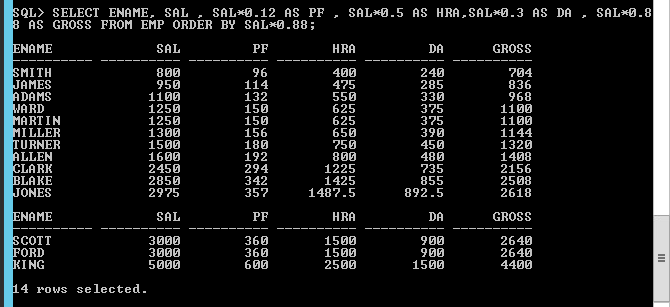 SQL> SELECT ENAME, SAL , SAL*0.12 AS PF , SAL*0.5 AS HRA,SAL*0.3 AS DA , SAL*0.8
8 AS GROSS FROM EMP ORDER BY SAL*0.88;
ENAME SAL PF HRA DA GROSS
---------- ---------- ---------- ---------- ---------- ----------
SMITH 800 96 400 240 704
JAMES 950 114 475 285 836
ADAMS 1100 132 550 330 968
WARD 1250 150 625 375 1100
MARTIN 1250 150 625 375 1100
MILLER 1300 156 650 390 1144
TURNER 1500 180 750 450 1320
ALLEN 1600 192 800 480 1408
CLARK 2450 294 1225 735 2156
BLAKE 2850 342 1425 855 2508
JONES 2975 357 1487.5 892.5 2618
ENAME SAL PF HRA DA GROSS
---------- ---------- ---------- ---------- ---------- ----------
SCOTT 3000 360 1500 900 2640
FORD 3000 360 1500 900 2640
KING 5000 600 2500 1500 4400
14 rows selected.